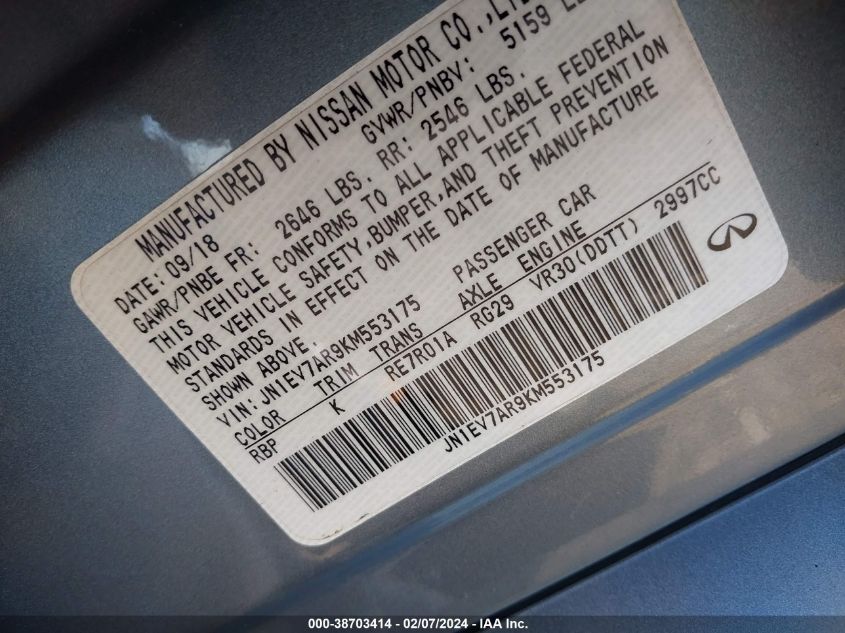 MANUFACTURED BY NISSAN MOTOR CO.,
DATE: 09/18 GVWR/PNBV: 5159
GAWR/PNBE FR: 2646 LBS. RR: 2546 LBS.
THIS VEHICLE CONFORMS TO ALL APPLICABLE FEDERAL
MOTOR VEHICLE SAFETY,BUMPER,AND THEFT PREVENTION
STANDARDS IN EFFECT ON THE DATE OF MANUFACTURE
SHOWN ABOVE.
VIN:JN1EV7AR9KM553175 PASSENGER CAR
COLOR TRIM TRANS AXLE ENGINE
RBP K RE7R01A RG29 VR30(DDTT) 2997CC
JN1EV7AR9KM553175
000-38703414 - 02/07/2024 - IAA Inc.